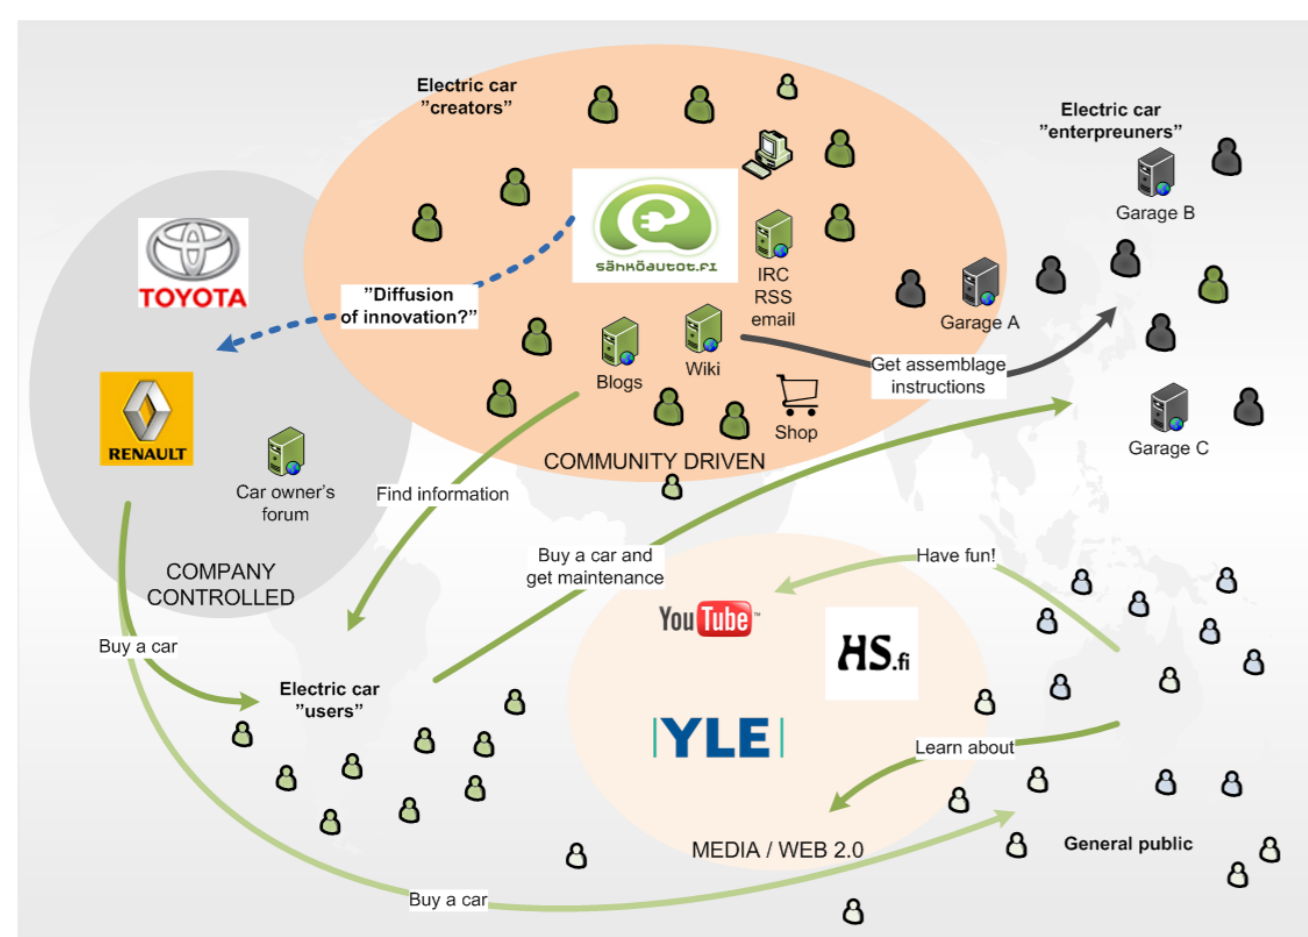 Electric car
”creators”
Electric car
”enterpreuners”
Garage B
TOYOTA
sähköautot.fi
IRC
RSS
email
”Diffusion
of innovation?”
Garage A
Blogs
Wiki
Get assemblage
instructions
RENAULT
Shop
Garage C
COMMUNITY DRIVEN
Car owner’s
forum
Find information
COMPANY
CONTROLLED
Buy a car and
get maintenance
Have fun!
YouTube™
HS.fi
Buy a car
Electric car
”users”
YLE
Learn about
MEDIA / WEB 2.0
General public
Buy a car